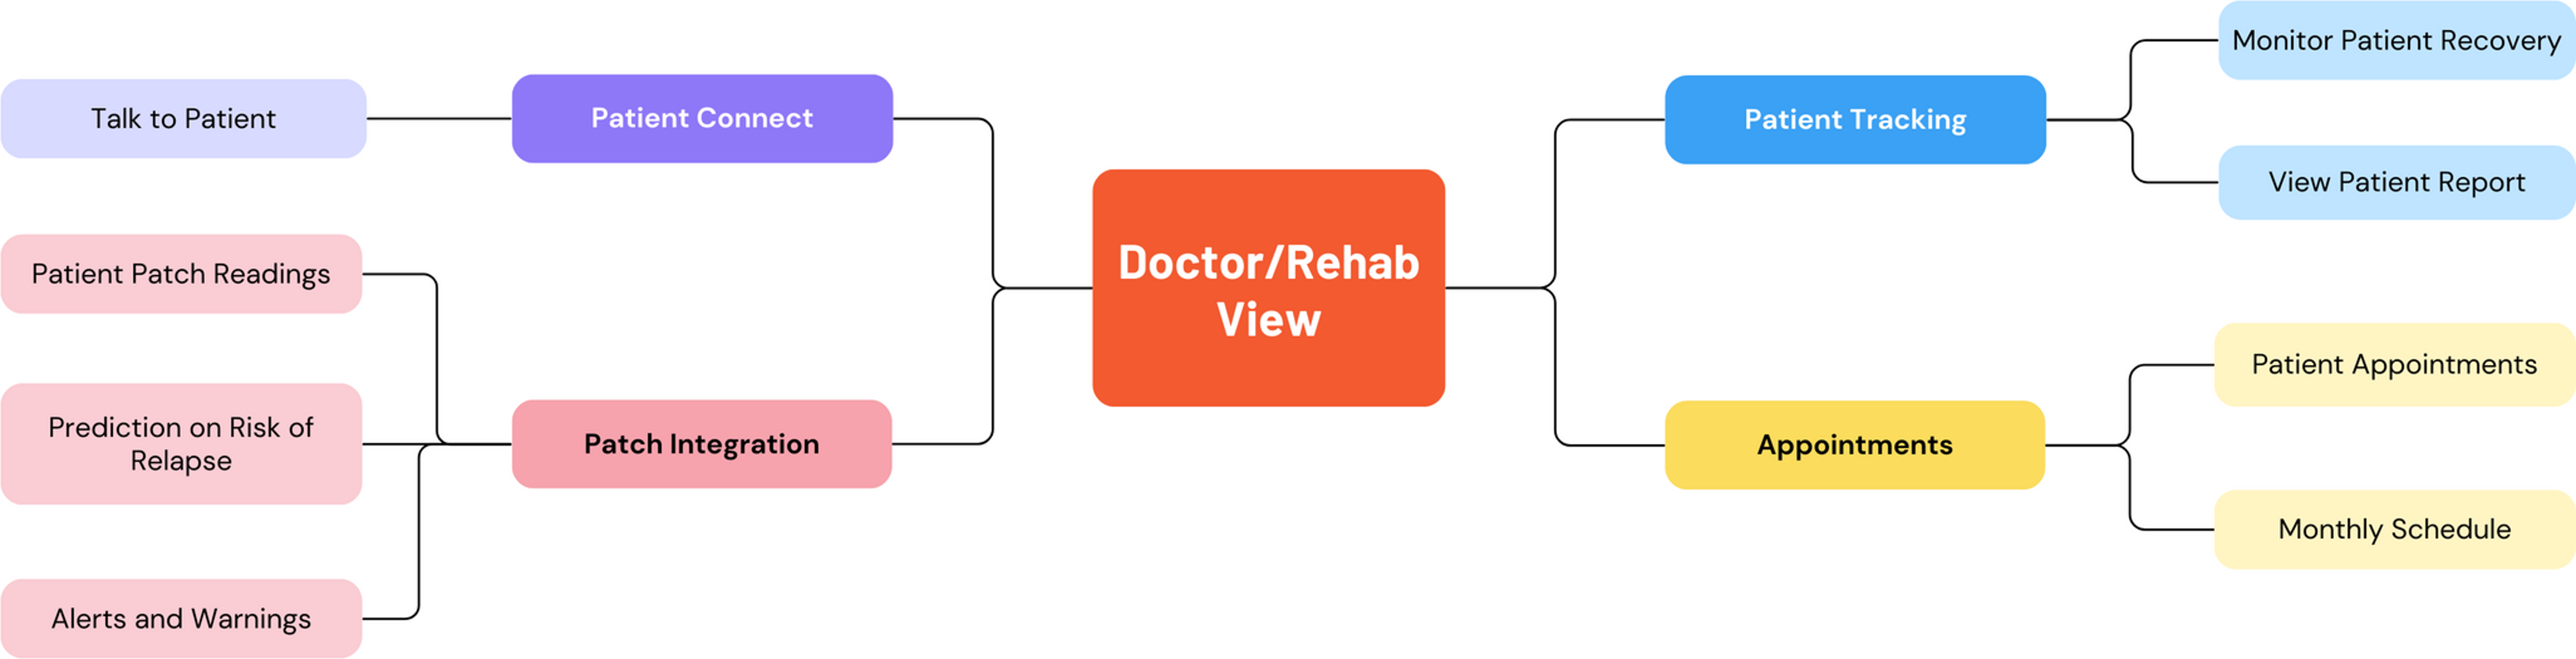 Talk to Patient
Patient Connect
Patient Patch Readings
Prediction on Risk of
Relapse
Alerts and Warnings
Patch Integration
Doctor/Rehab
View
Patient Tracking
Monitor Patient Recovery
View Patient Report
Appointments
Patient Appointments
Monthly Schedule